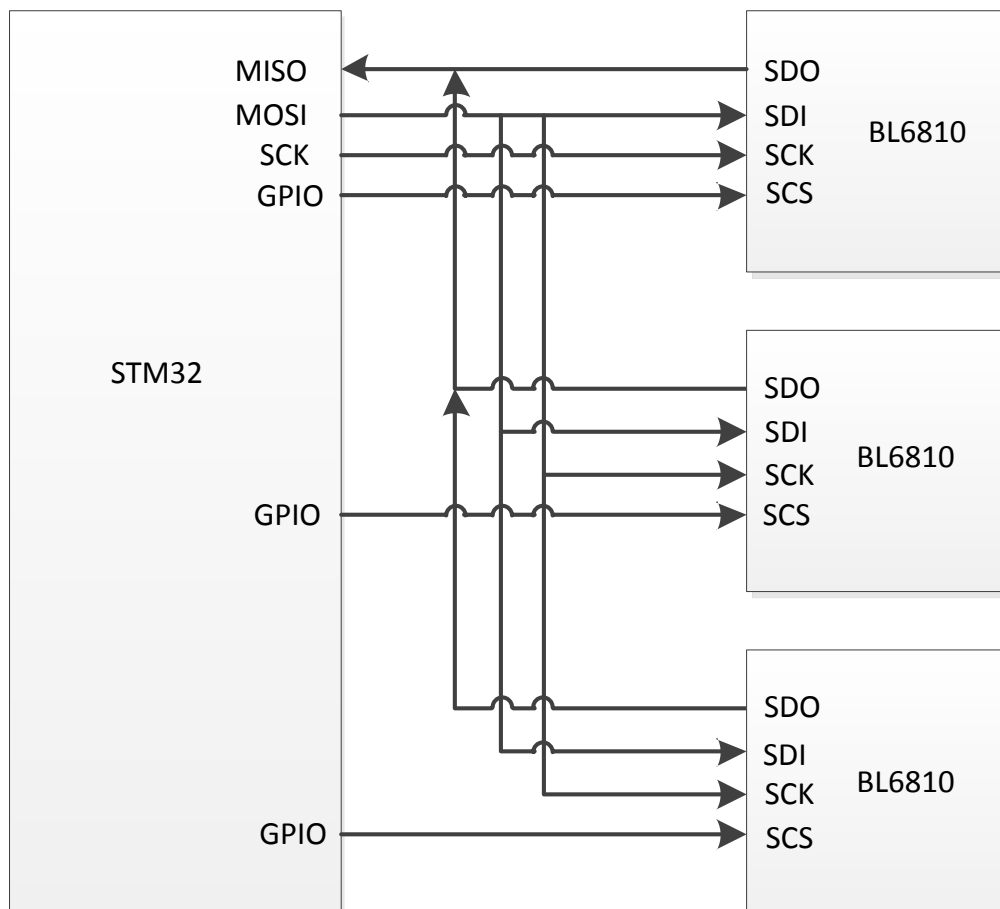 MISO
MOSI
SCK
GPIO
STM32
GPIO
GPIO
SDO
SDI
SCK
SCS
BL6810
SDO
SDI
SCK
SCS
BL6810
SDO
SDI
SCK
SCS
BL6810